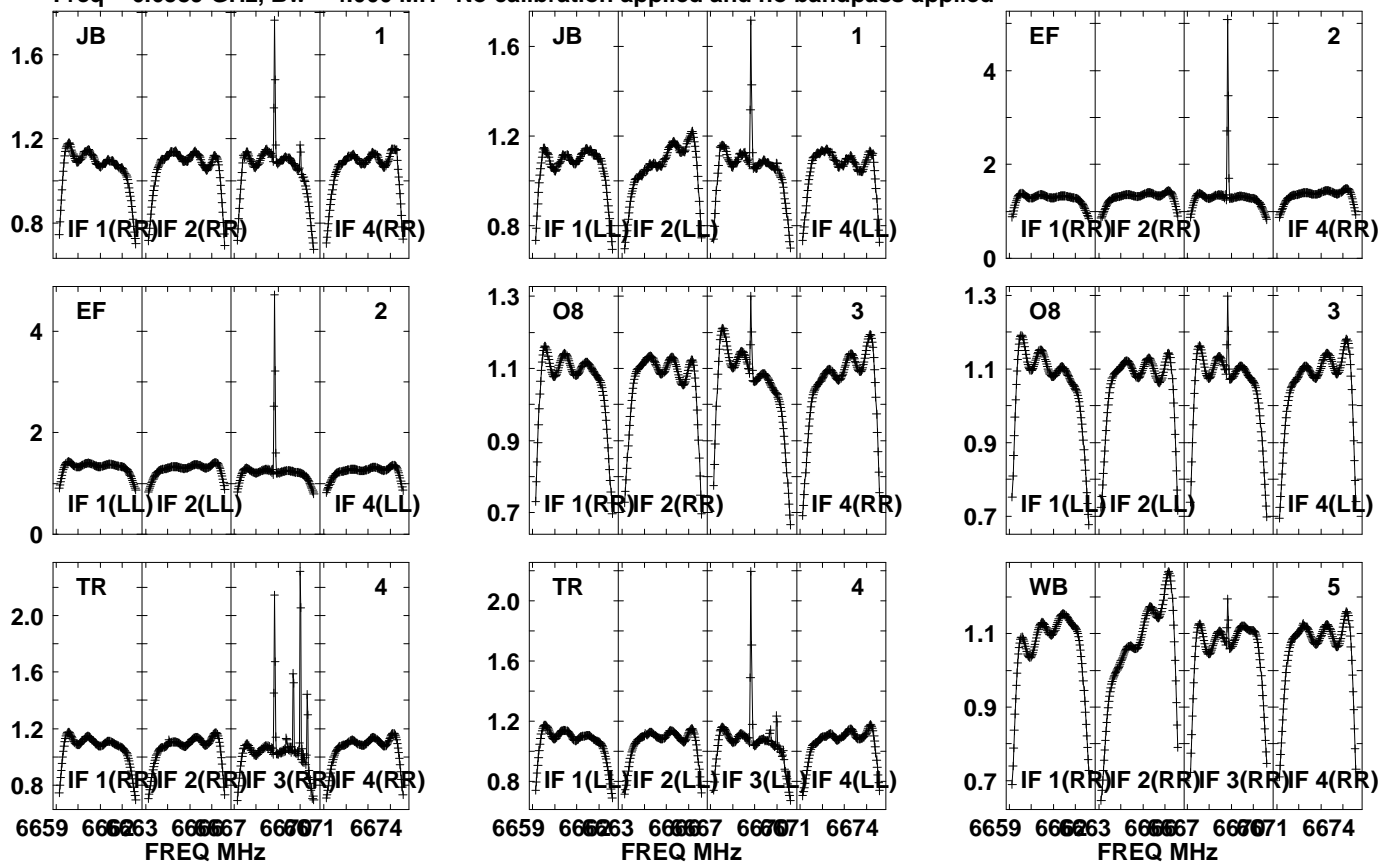 No calibration applied and no bandpass applied
JB 1
1.6
1.2
0.8
IF 1(RR) IF 2(RR) IF 4(RR)
JB 1
1.6
1.2
0.8
IF 1(LL) IF 2(LL) IF 4(LL)
EF 2
4
2
0
IF 1(RR) IF 2(RR) IF 4(RR)
EF 2
4
2
0
IF 1(LL) IF 2(LL) IF 4(LL)
O8 3
1.3
1.1
0.9
0.7
IF 1(RR) IF 2(RR) IF 4(RR)
O8 3
1.3
1.1
0.9
0.7
IF 1(LL) IF 2(LL) IF 4(LL)
TR 4
2.0
1.6
1.2
0.8
IF 1(RR) IF 2(RR) IF 3(RR) IF 4(RR)
6659 6674
FREQ MHz
TR 4
2.0
1.6
1.2
0.8
IF 1(LL) IF 2(LL) IF 3(LL) IF 4(LL)
6659 6674
FREQ MHz
WB 5
1.1
0.9
0.7
IF 1(RR) IF 2(RR) IF 3(RR) IF 4(RR)
6659 6674
FREQ MHz